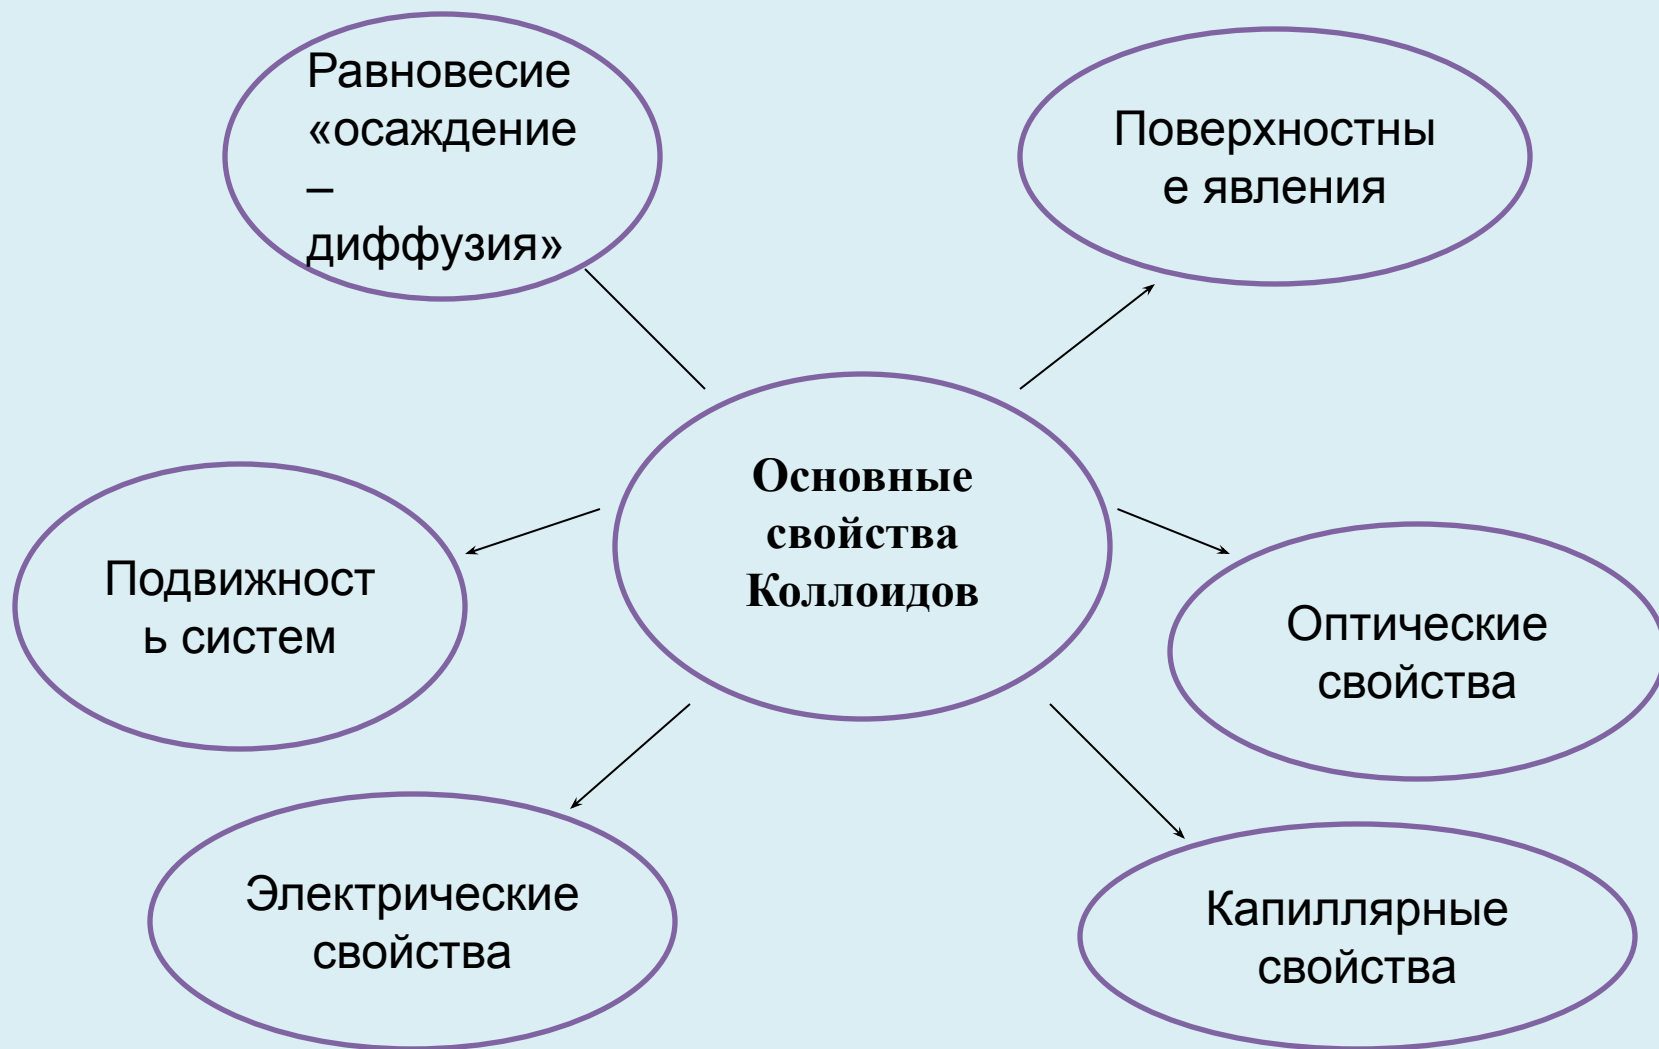 Равновесие
«осаждение
–
диффузия»
Поверхностны
е явления
Основные
свойства
Коллоидов
Подвижност
ь систем
Оптические
свойства
Электрические
свойства
Капиллярные
свойства